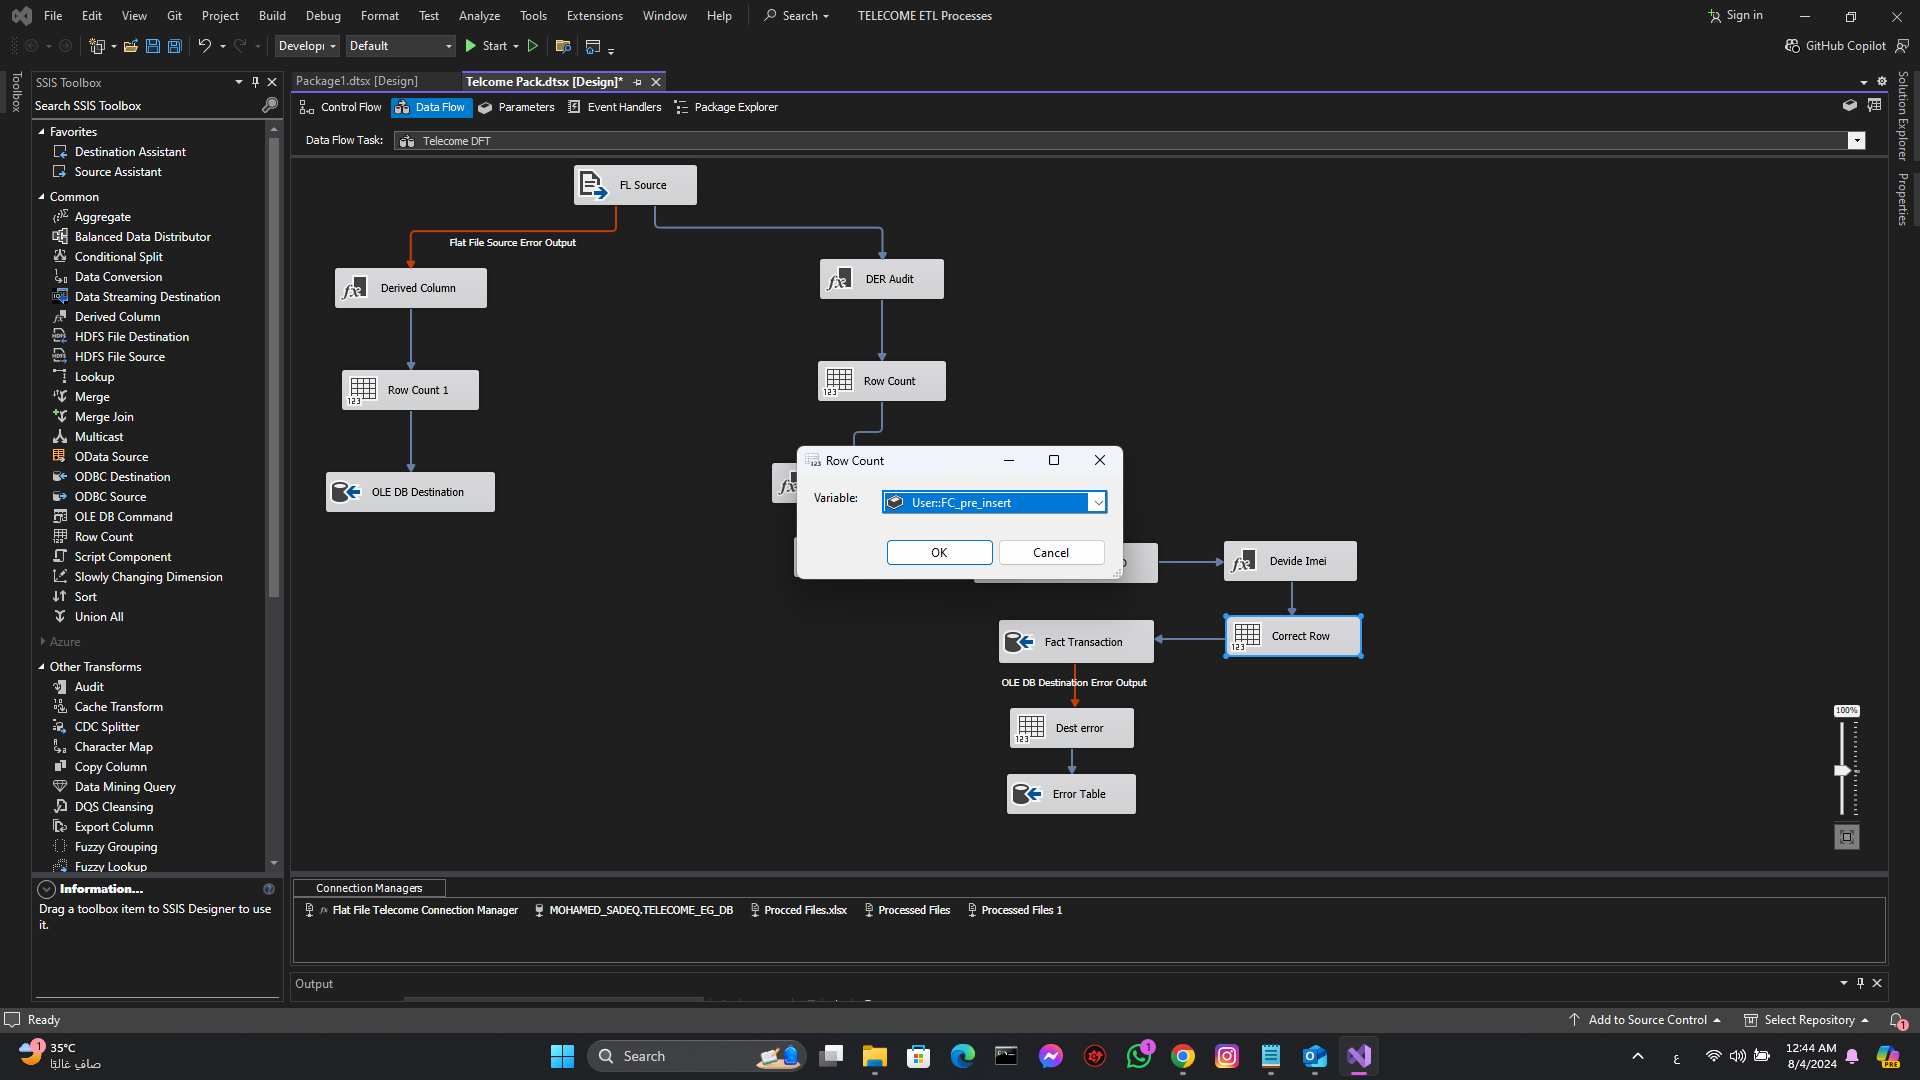 File Edit View Git Project Build Debug Format Test Analyze Tools Extensions Window Help Search TELECOME ETL Processes Sign in
Developı Default Start GitHub Copilot
Toolbox
SSIS Toolbox
Search SSIS Toolbox
Favorites
Destination Assistant
Source Assistant
Common
Aggregate
Balanced Data Distributor
Conditional Split
Data Conversion
Data Streaming Destination
Derived Column
HDFS File Destination
HDFS File Source
Lookup
Merge
Merge Join
Multicast
OData Source
ODBC Destination
ODBC Source
OLE DB Command
Row Count
Script Component
Slowly Changing Dimension
Sort
Union All
Azure
Other Transforms
Audit
Cache Transform
CDC Splitter
Character Map
Copy Column
Data Mining Query
DQS Cleansing
Export Column
Fuzzy Grouping
Fuzzy Lookup
Information...
Drag a toolbox item to SSIS Designer to use
it.
Package1.dtsx [Design] Telcome Pack.dtsx [Design]*
Control Flow Data Flow Parameters Event Handlers Package Explorer
Data Flow Task: Telecome DFT
FL Source
Flat File Source Error Output
DER Audit
Derived Column
Row Count
Row Count 1
OLE DB Destination
Row Count
Variable: User::FC_pre_insert
OK Cancel
Devide Imei
Correct Row
Fact Transaction
OLE DB Destination Error Output
Dest error
Error Table
100%
Solution Explorer
Properties
Connection Managers
Flat File Telecome Connection Manager MOHAMED_SADEQ.TELECOME_EG_DB Procced Files.xlsx Processed Files Processed Files 1
Output
Ready Add to Source Control Select Repository 1
1 35°C
صافٍ غالبًا
Search 1 ع 12:44 AM
8/4/2024 PRE